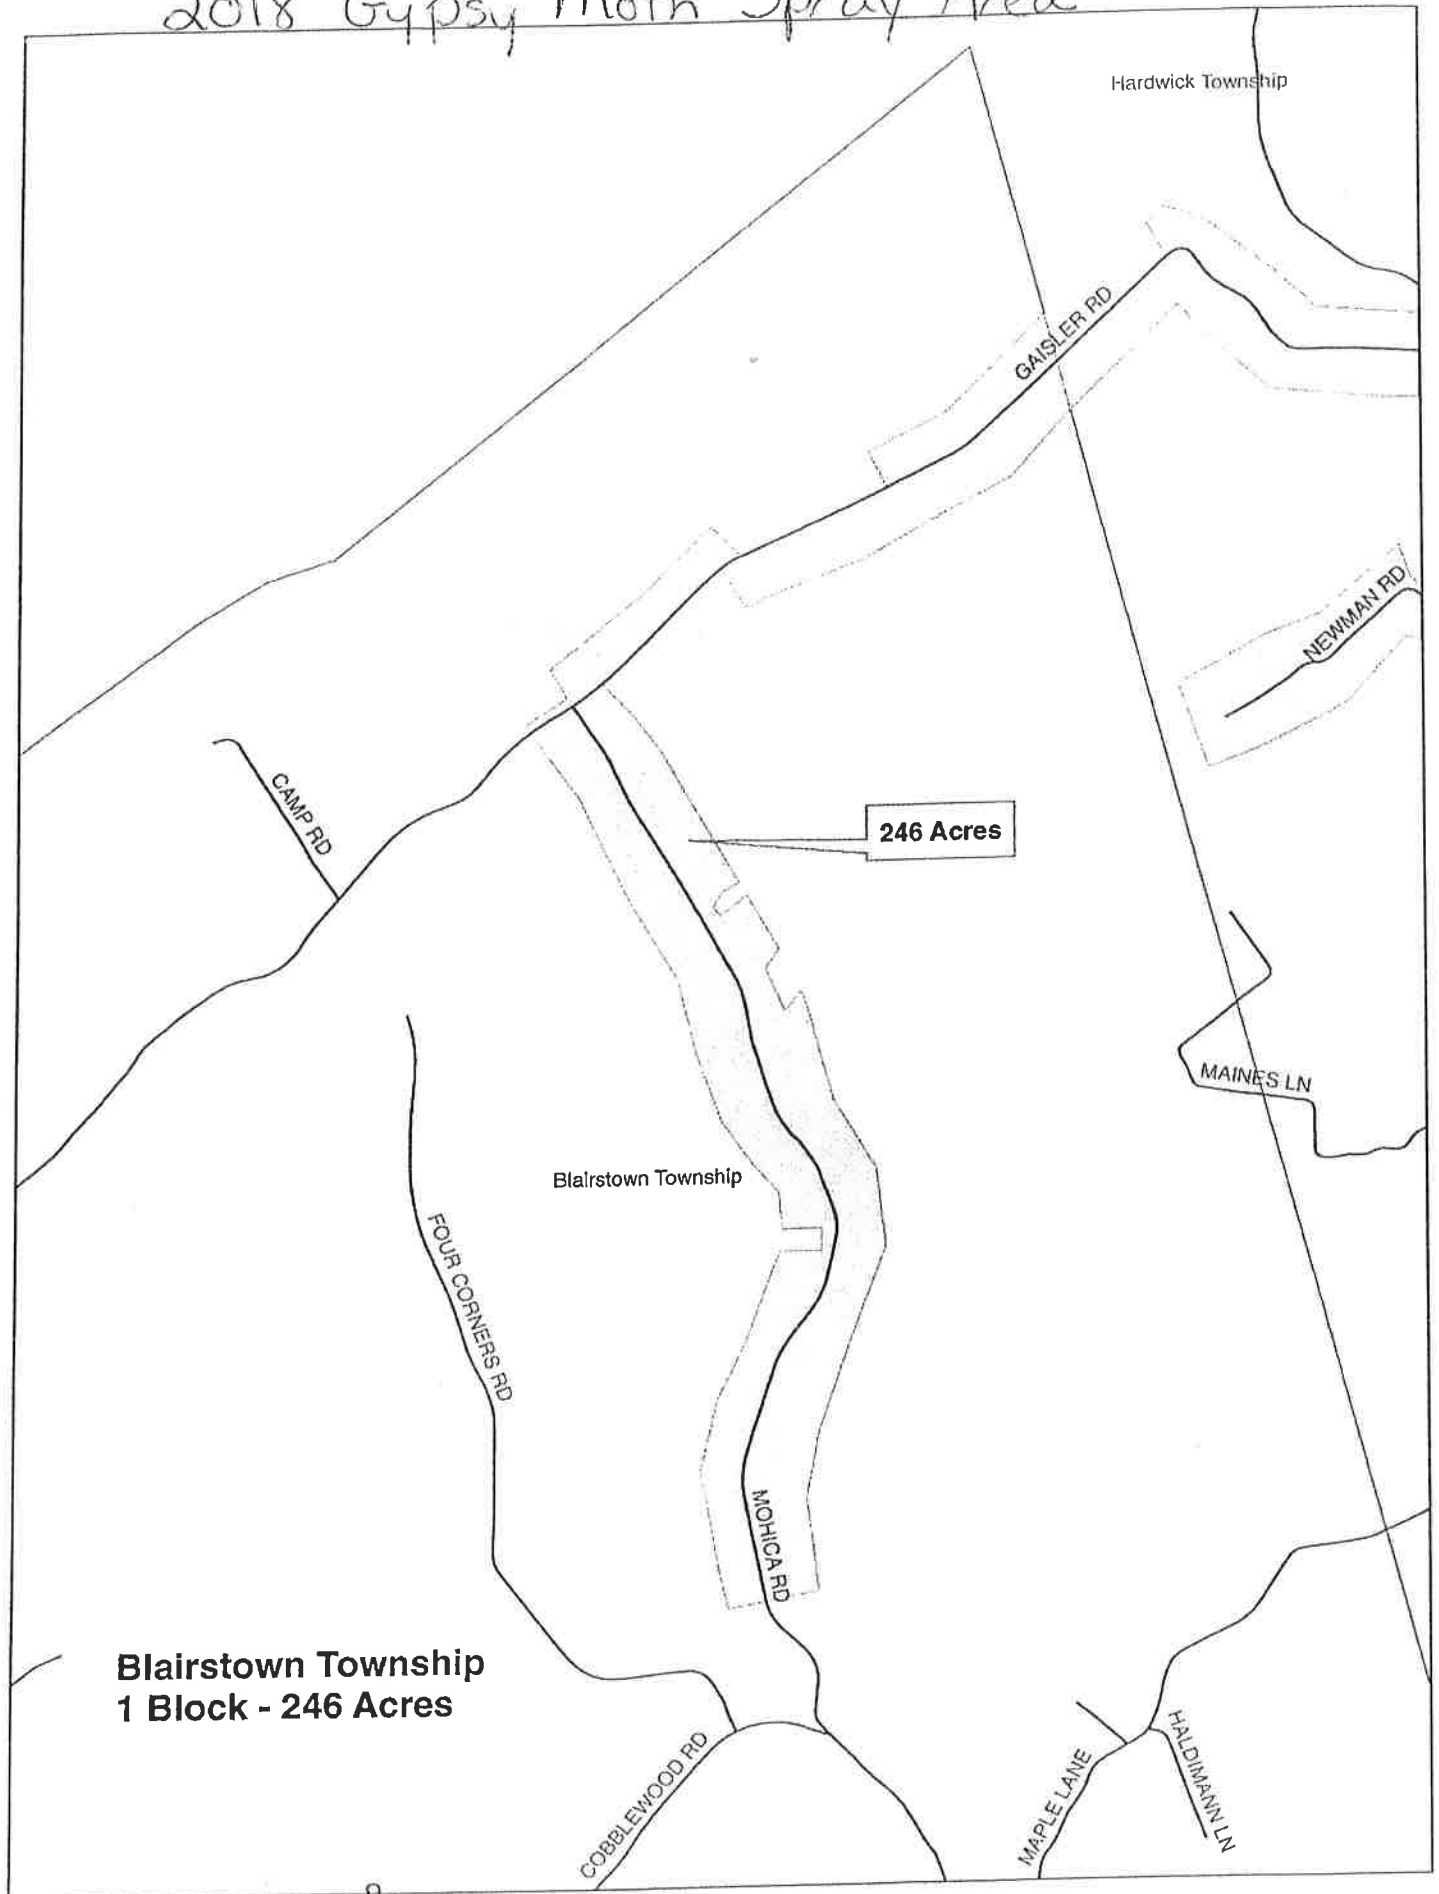 2018 Gypsy Moth Spray Area
Hardwick Township
GAISLER RD
NEWMAN RD
CAMP RD
246 Acres
MAINES LN
Blairstown Township
FOUR CORNERS RD
MOHICA RD
Blairstown Township
1 Block - 246 Acres
COBBLEWOOD RD
MAPLE LANE
HALDIMANN LN